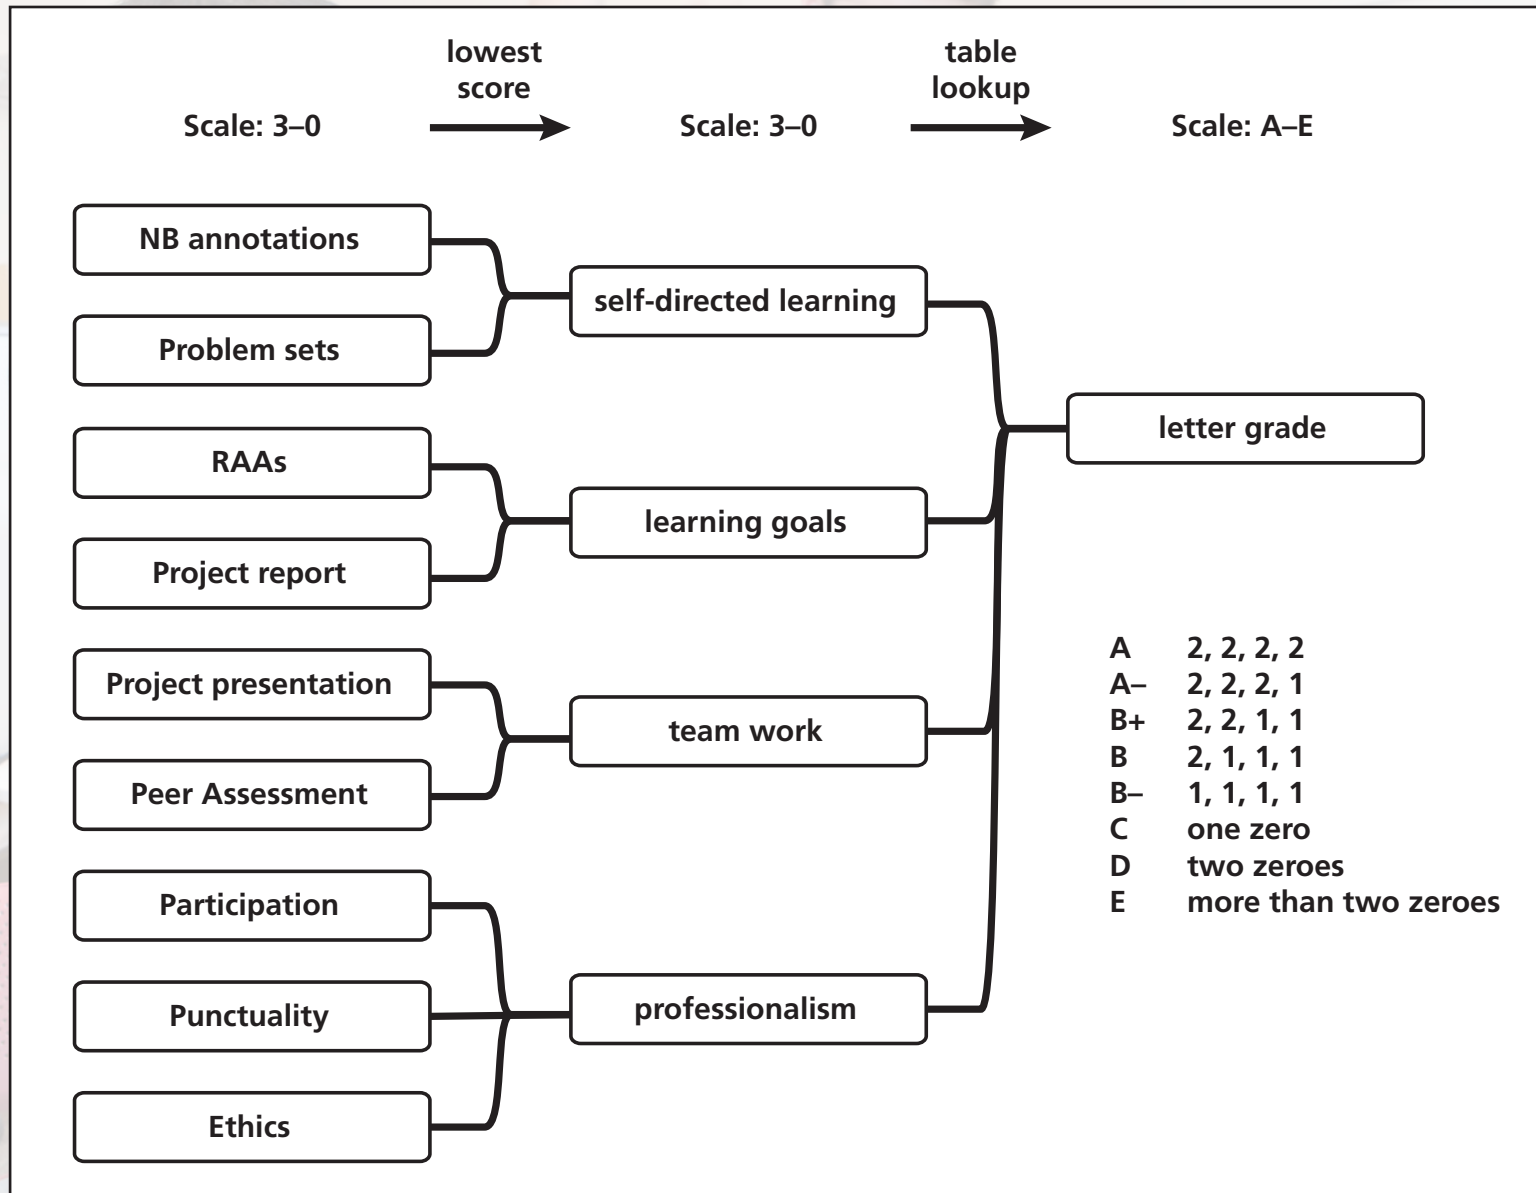 lowest
score
table
lookup
Scale: 3–0
Scale: 3–0
Scale: A–E
NB annotations
Problem sets
RAAs
Project report
Project presentation
Peer Assessment
Participation
Punctuality
Ethics
self-directed learning
learning goals
team work
professionalism
letter grade
A 2, 2, 2, 2
A– 2, 2, 2, 1
B+ 2, 2, 1, 1
B 2, 1, 1, 1
B– 1, 1, 1, 1
C one zero
D two zeroes
E more than two zeroes